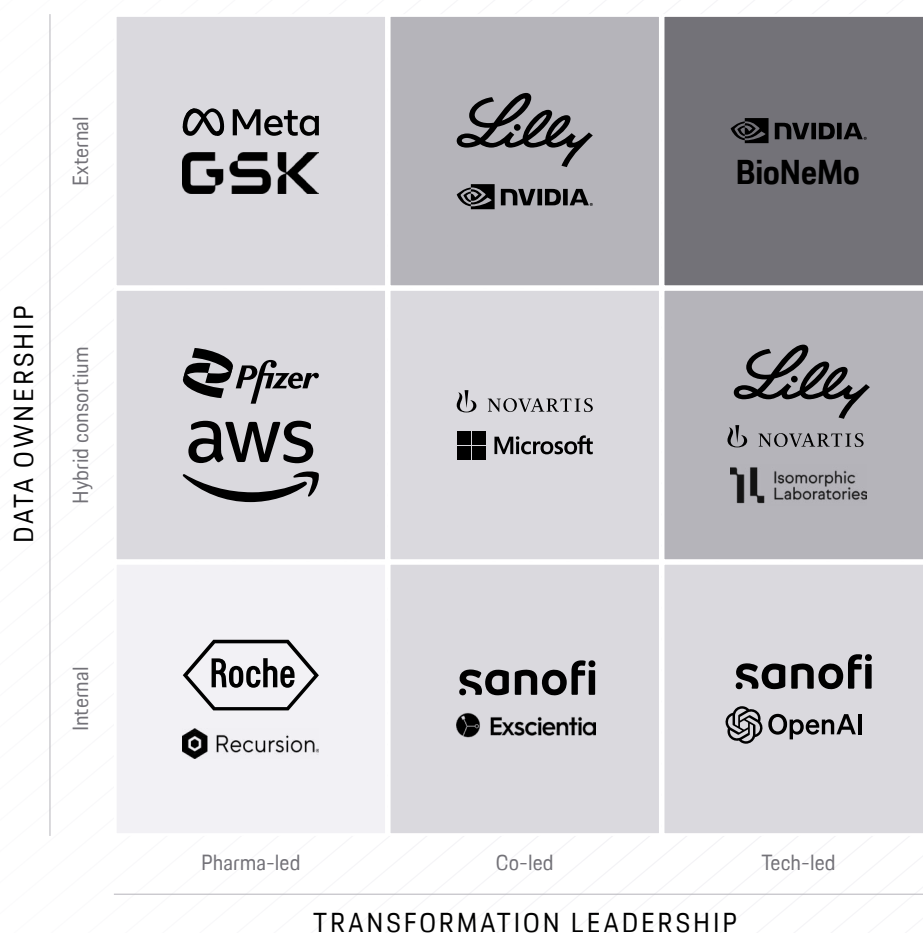 DATA OWNERSHIP
External
Meta
GSK
Lilly
NVIDIA.
NVIDIA.
BioNeMo
Hybrid consortium
Pfizer
aws
NOVARTIS
Microsoft
Lilly
NOVARTIS
Isomorphic
Laboratories
Internal
Roche
Recursion.
sanofi
Exscientia
sanofi
OpenAI
Pharma-led
Co-led
Tech-led
TRANSFORMATION LEADERSHIP